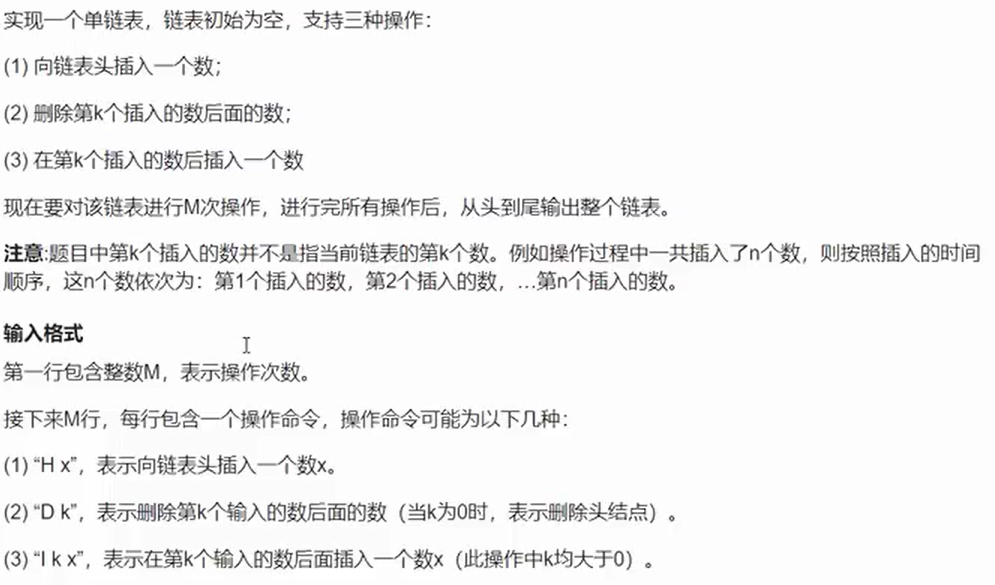 实现一个单链表，链表初始为空，支持三种操作：
(1) 向链表头插入一个数；
(2) 删除第k个插入的数后面的数；
(3) 在第k个插入的数后插入一个数
现在要对该链表进行M次操作，进行完所有操作后，从头到尾输出整个链表。
注意:题目中第k个插入的数并不是指当前链表的第k个数。例如操作过程中一共插入了n个数，则按照插入的时间
顺序，这n个数依次为：第1个插入的数，第2个插入的数，…第n个插入的数。
输入格式
第一行包含整数M，表示操作次数。
接下来M行，每行包含一个操作命令，操作命令可能为以下几种：
(1) “H x”，表示向链表头插入一个数x。
(2) “D k”，表示删除第k个输入的数后面的数（当k为0时，表示删除头结点）。
(3) “I k x”，表示在第k个输入的数后面插入一个数x（此操作中k均大于0）。